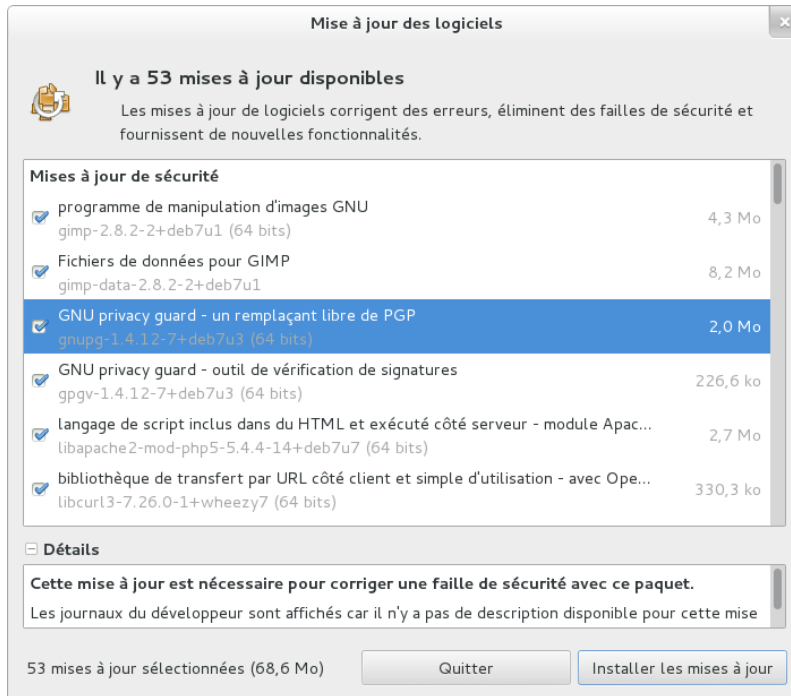 Mise à jour des logiciels
Il y a 53 mises à jour disponibles
Les mises à jour de logiciels corrigent des erreurs, éliminent des failles de sécurité et
fournissent de nouvelles fonctionnalités.
Mises à jour de sécurité
programme de manipulation d'images GNU
gimp-2.8.2-2+deb7u1 (64 bits)
4,3 Mo
Fichiers de données pour GIMP
gimp-data-2.8.2-2+deb7u1
8,2 Mo
GNU privacy guard - un remplaçant libre de PGP
gnupg-1.4.12-7+deb7u3 (64 bits)
2,0 Mo
GNU privacy guard - outil de vérification de signatures
gpgv-1.4.12-7+deb7u3 (64 bits)
226,6 ko
langage de script inclus dans du HTML et exécuté côté serveur - module Apac...
libapache2-mod-php5-5.4.4-14+deb7u7 (64 bits)
2,7 Mo
bibliothèque de transfert par URL côté client et simple d'utilisation - avec Ope...
libcurl3-7.26.0-1+wheezy7 (64 bits)
330,3 ko
Détails
Cette mise à jour est nécessaire pour corriger une faille de sécurité avec ce paquet.
Les journaux du développeur sont affichés car il n'y a pas de description disponible pour cette mise
53 mises à jour sélectionnées (68,6 Mo)
Quitter
Installer les mises à jour